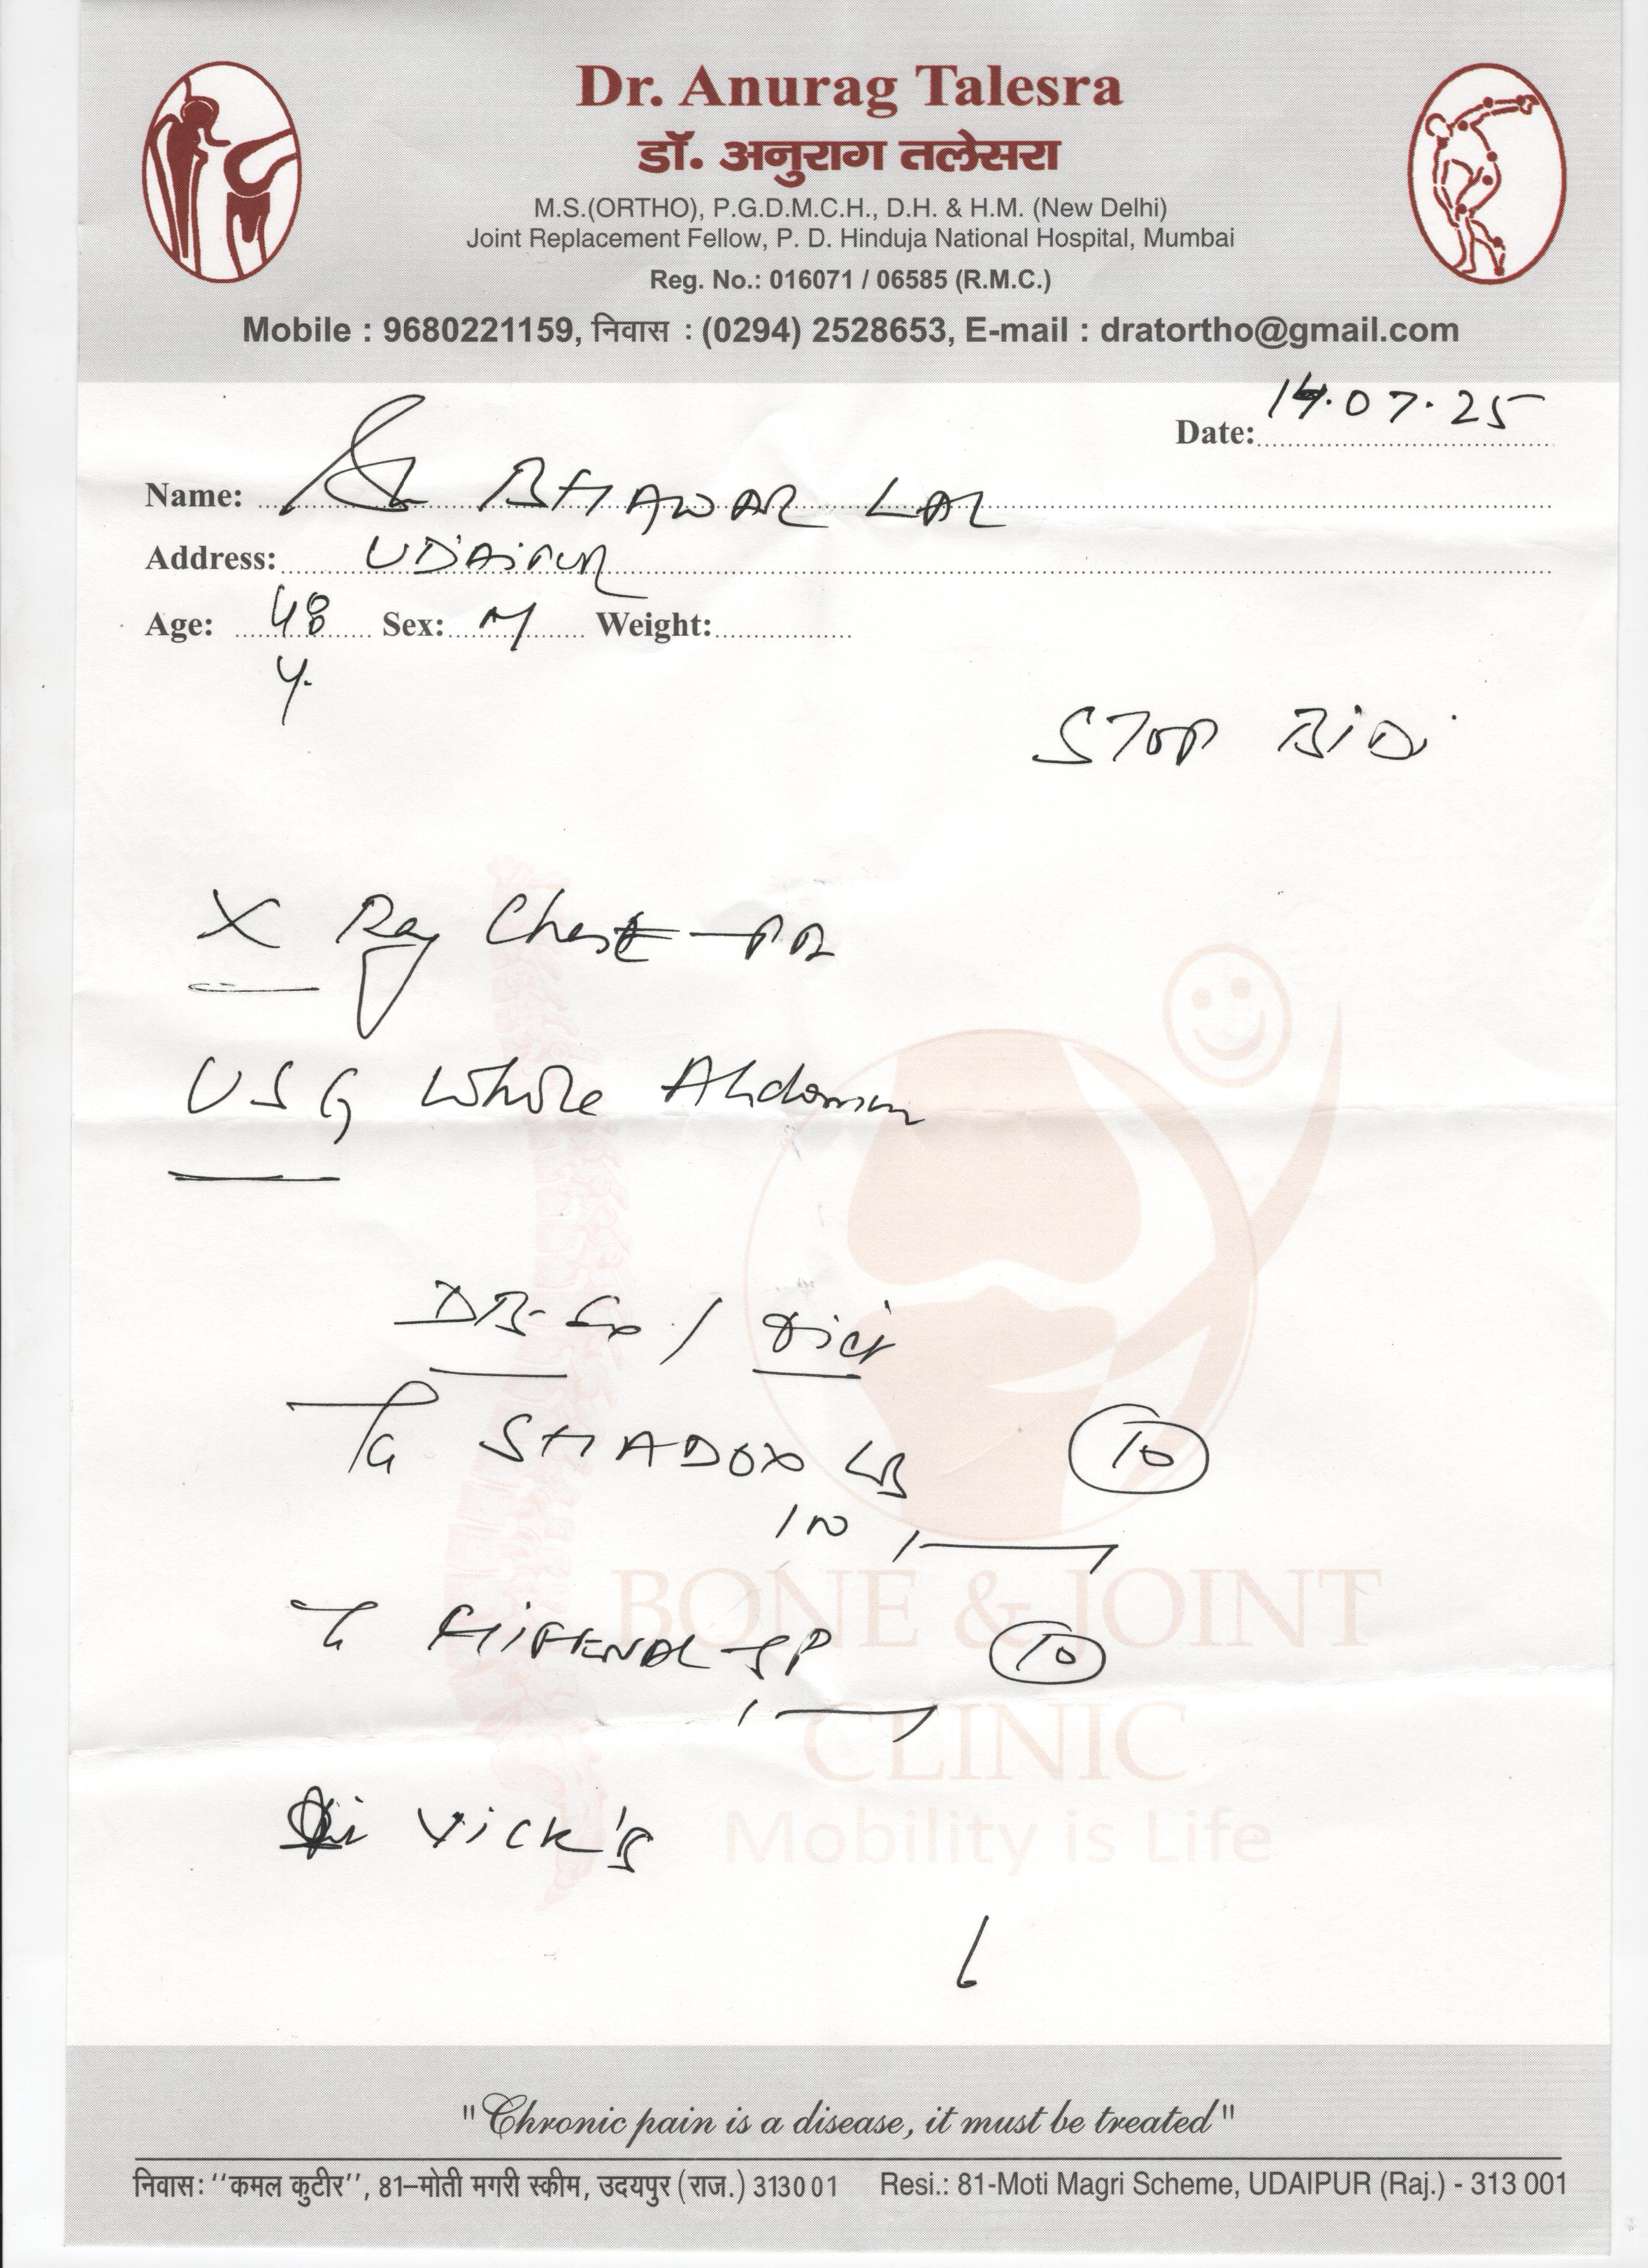 Dr. Anurag Talesra
डॉ. अनुराग तलेसरा
M.S.(ORTHO), P.G.D.M.C.H., D.H. & H.M. (New Delhi)
Joint Replacement Fellow, P. D. Hinduja National Hospital, Mumbai
Reg. No.: 016071 / 06585 (R.M.C.)
Mobile : 9680221159, निवास : (0294) 2528653, E-mail : dratortho@gmail.com
Date: 14.07.25
Name: BHAWAR LAL
Address: UDAIPUR
Age: 48 Sex: M Weight:
Y.
STOP BIDI
X Ray Chest - PA
USG Whole Abdomen
SHADOX 10
BONE & JOINT
10
CLINIC
VICK'S
Mobility is Life
"Chronic pain is a disease, it must be treated"
निवास: ''कमल कुटीर'', 81-मोती मगरी स्कीम, उदयपुर (राज.) 313001 Resi.: 81-Moti Magri Scheme, UDAIPUR (Raj.) - 313 001